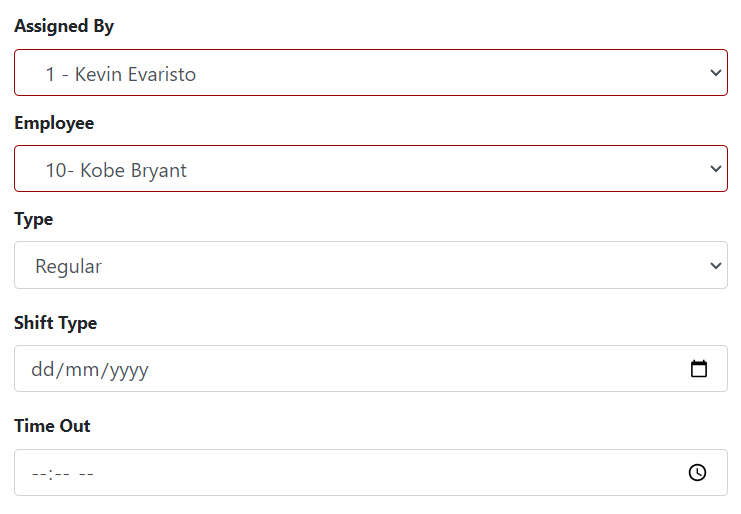 Assigned By
1 - Kevin Evaristo
Employee
10- Kobe Bryant
Type
Regular
Shift Type
dd/mm/yyyy
Time Out
--:-- --